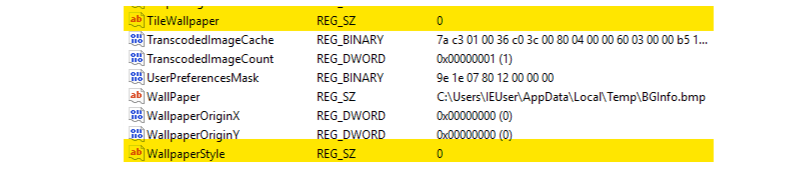 TileWallpaper REG_SZ 0
TranscodedImageCache REG_BINARY 7a c3 01 00 36 c0 3c 00 80 04 00 00 60 03 00 00 b5 1...
TranscodedImageCount REG_DWORD 0x00000001 (1)
UserPreferencesMask REG_BINARY 9e 1e 07 80 12 00 00 00
WallPaper REG_SZ C:\Users\IEUser\AppData\Local\Temp\BGInfo.bmp
WallpaperOriginX REG_DWORD 0x00000000 (0)
WallpaperOriginY REG_DWORD 0x00000000 (0)
WallpaperStyle REG_SZ 0